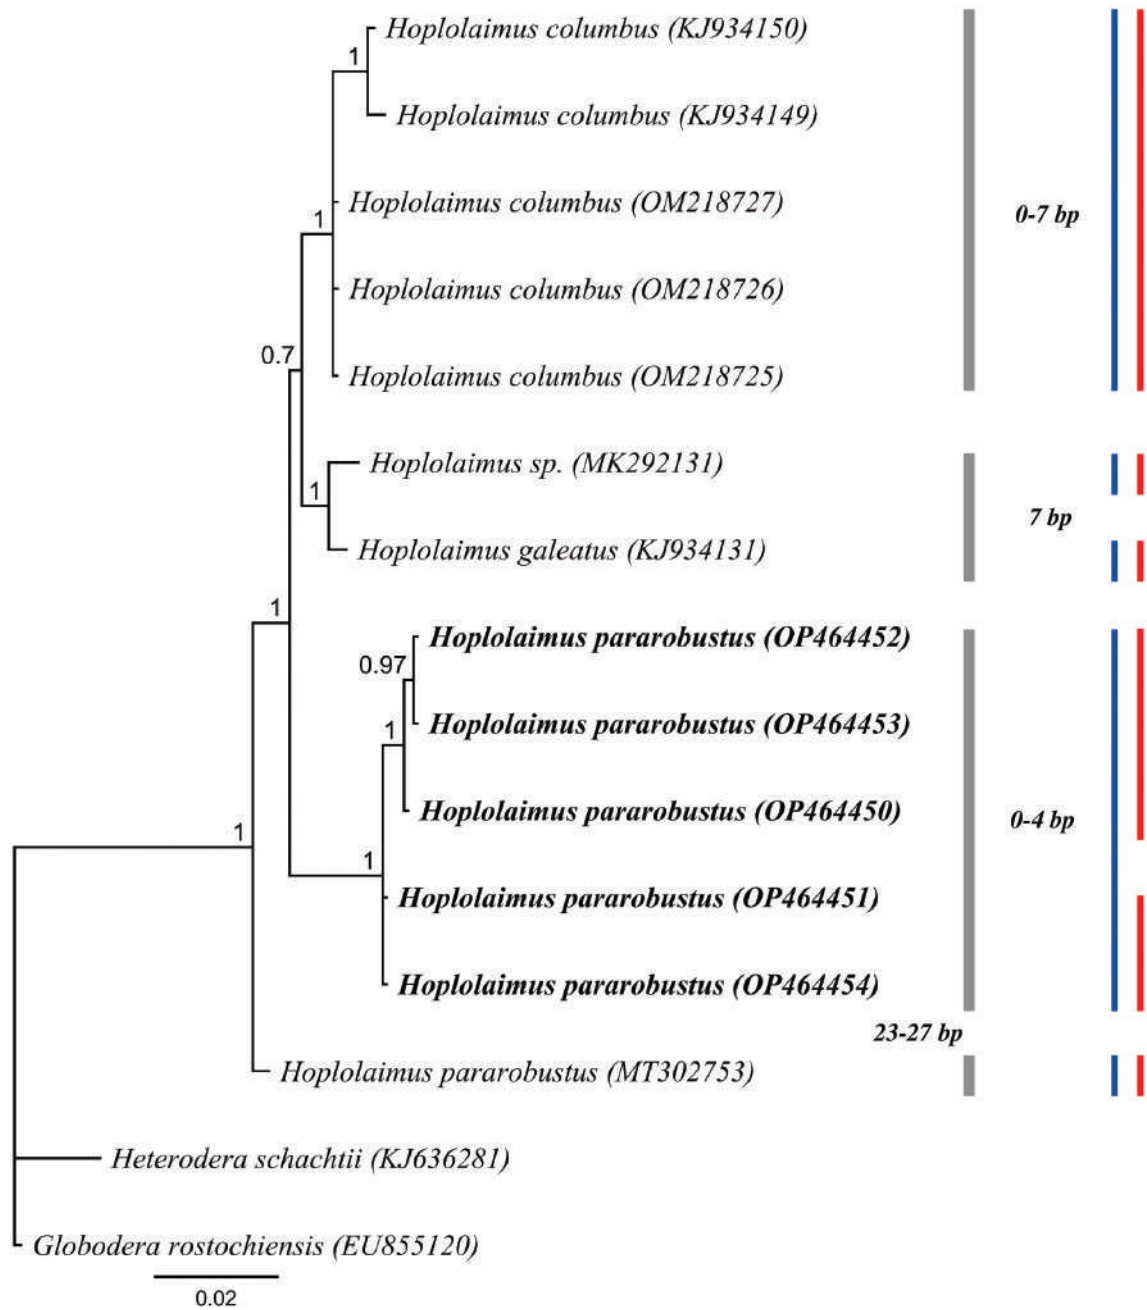 Hoplolaimus columbus (KJ934150)
1
Hoplolaimus columbus (KJ934149)
Hoplolaimus columbus (OM218727)
1
0-7 bp
Hoplolaimus columbus (OM218726)
0.7
Hoplolaimus columbus (OM218725)
Hoplolaimus sp. (MK292131)
1
7 bp
Hoplolaimus galeatus (KJ934131)
1
Hoplolaimus pararobustus (OP464452)
0.97
Hoplolaimus pararobustus (OP464453)
1
Hoplolaimus pararobustus (OP464450)
0-4 bp
1
1
Hoplolaimus pararobustus (OP464451)
Hoplolaimus pararobustus (OP464454)
23-27 bp
Hoplolaimus pararobustus (MT302753)
Heterodera schachtii (KJ636281)
Globodera rostochiensis (EU855120)
0.02